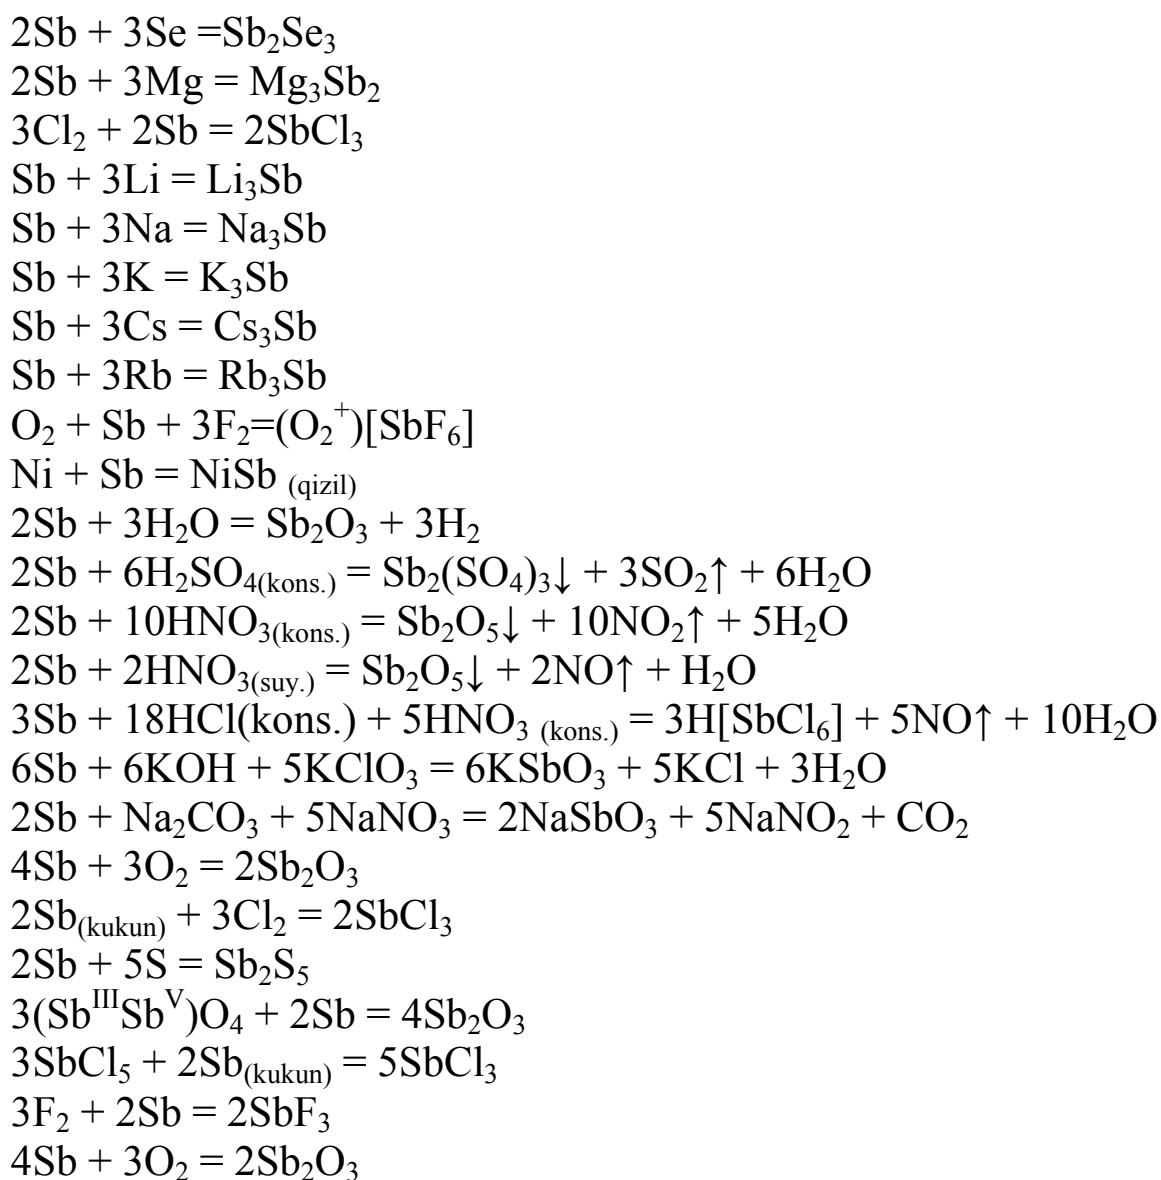 2Sb + 3Se =Sb₂Se₃
2Sb + 3Mg = Mg₃Sb₂
3Cl₂ + 2Sb = 2SbCl₃
Sb + 3Li = Li₃Sb
Sb + 3Na = Na₃Sb
Sb + 3K = K₃Sb
Sb + 3Cs = Cs₃Sb
Sb + 3Rb = Rb₃Sb
O₂ + Sb + 3F₂=(O₂⁺)[SbF₆]
Ni + Sb = NiSb (qizil)
2Sb + 3H₂O = Sb₂O₃ + 3H₂
2Sb + 6H₂SO₄(kons.) = Sb₂(SO₄)₃↓ + 3SO₂↑ + 6H₂O
2Sb + 10HNO₃(kons.) = Sb₂O₅↓ + 10NO₂↑ + 5H₂O
2Sb + 2HNO₃(suy.) = Sb₂O₅↓ + 2NO↑ + H₂O
3Sb + 18HCl(kons.) + 5HNO₃ (kons.) = 3H[SbCl₆] + 5NO↑ + 10H₂O
6Sb + 6KOH + 5KClO₃ = 6KSbO₃ + 5KCl + 3H₂O
2Sb + Na₂CO₃ + 5NaNO₃ = 2NaSbO₃ + 5NaNO₂ + CO₂
4Sb + 3O₂ = 2Sb₂O₃
2Sb(kukun) + 3Cl₂ = 2SbCl₃
2Sb + 5S = Sb₂S₅
3(SbᴵᴵᴵSbⱽ)O₄ + 2Sb = 4Sb₂O₃
3SbCl₅ + 2Sb(kukun) = 5SbCl₃
3F₂ + 2Sb = 2SbF₃
4Sb + 3O₂ = 2Sb₂O₃